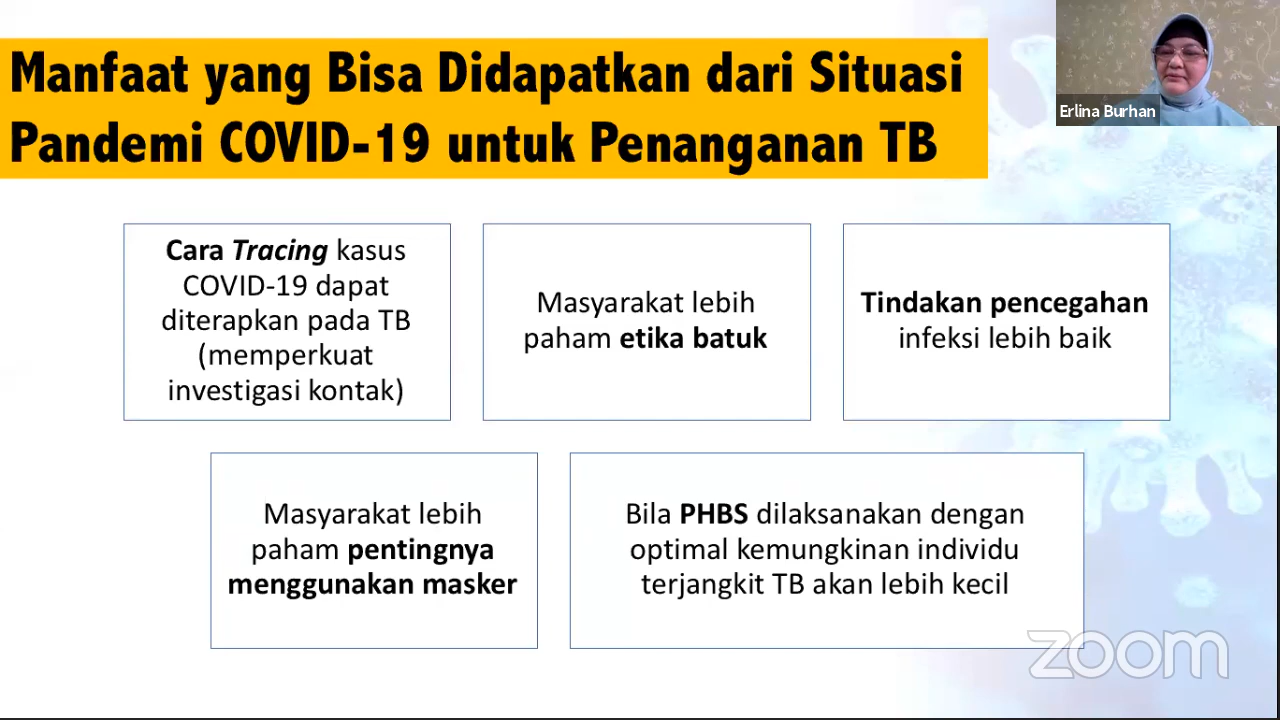 Manfaat yang Bisa Didapatkan dari Situasi
Pandemi COVID-19 untuk Penanganan TB
Erlina Burhan
Cara Tracing kasus
COVID-19 dapat
diterapkan pada TB
(memperkuat
investigasi kontak)
Masyarakat lebih
paham etika batuk
Tindakan pencegahan
infeksi lebih baik
Masyarakat lebih
paham pentingnya
menggunakan masker
Bila PHBS dilaksanakan dengan
optimal kemungkinan individu
terjangkit TB akan lebih kecil
zoom